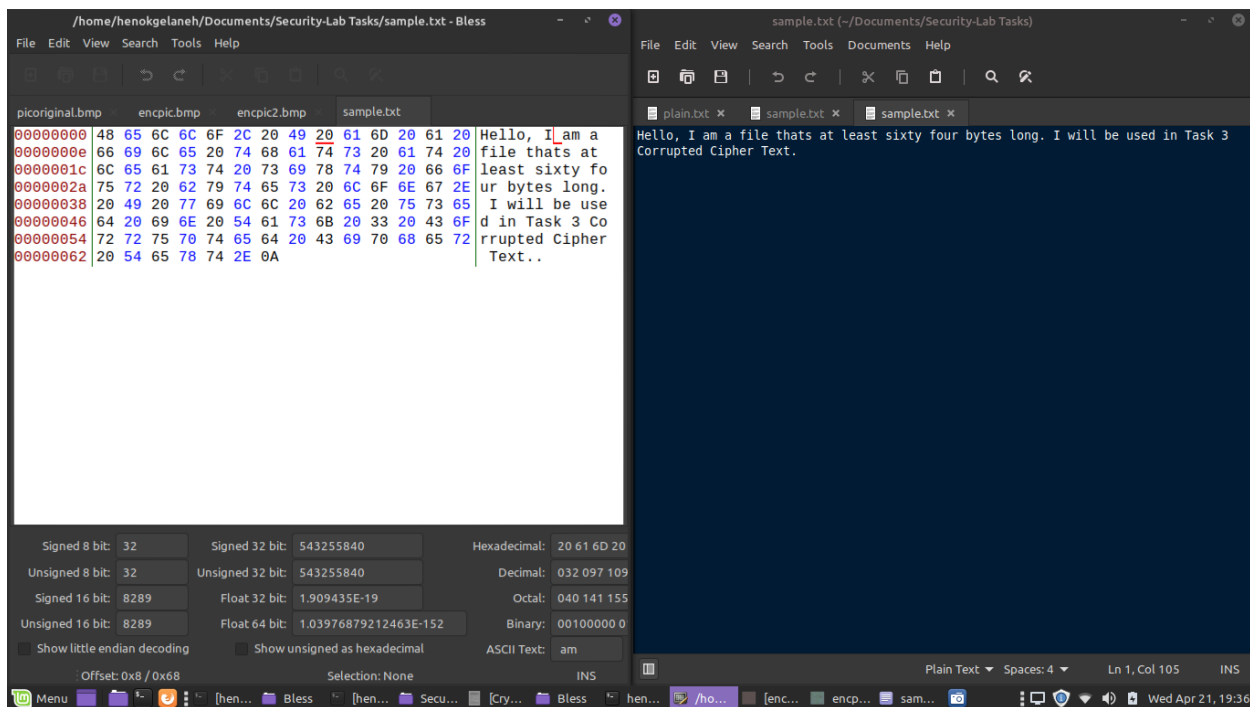 /home/henokgelaneh/Documents/Security-Lab Tasks/sample.txt - Bless
File Edit View Search Tools Help
picoriginal.bmp × encpic.bmp × encpic2.bmp × sample.txt
00000000 48 65 6C 6C 6F 2C 20 49 20 61 6D 20 61 20 Hello, I am a
0000000e 66 69 6C 65 20 74 68 61 74 73 20 61 74 20 file thats at
0000001c 6C 65 61 73 74 20 73 69 78 74 79 20 66 6F least sixty fo
0000002a 75 72 20 62 79 74 65 73 20 6C 6F 6E 67 2E ur bytes long.
00000038 20 49 20 77 69 6C 6C 20 62 65 20 75 73 65 I will be use
00000046 64 20 69 6E 20 54 61 73 6B 20 33 20 43 6F d in Task 3 Co
00000054 72 72 75 70 74 65 64 20 43 69 70 68 65 72 rrupted Cipher
00000062 20 54 65 78 74 2E 0A Text..
Signed 8 bit: 32 Signed 32 bit: 543255840 Hexadecimal: 20 61 6D 20
Unsigned 8 bit: 32 Unsigned 32 bit: 543255840 Decimal: 032 097 109
Signed 16 bit: 8289 Float 32 bit: 1.909435E-19 Octal: 040 141 155
Unsigned 16 bit: 8289 Float 64 bit: 1.03976879212463E-152 Binary: 00100000 0
Show little endian decoding Show unsigned as hexadecimal ASCII Text: am
Offset: 0x8 / 0x68 Selection: None INS
sample.txt (~/Documents/Security-Lab Tasks)
File Edit View Search Tools Documents Help
plain.txt × sample.txt × sample.txt ×
Hello, I am a file thats at least sixty four bytes long. I will be used in Task 3
Corrupted Cipher Text.
Plain Text Spaces: 4 Ln 1, Col 105 INS
Menu [hen... Bless [hen... Secu... [Cry... Bless hen... /ho... [enc... encp... sam... Wed Apr 21, 19:36